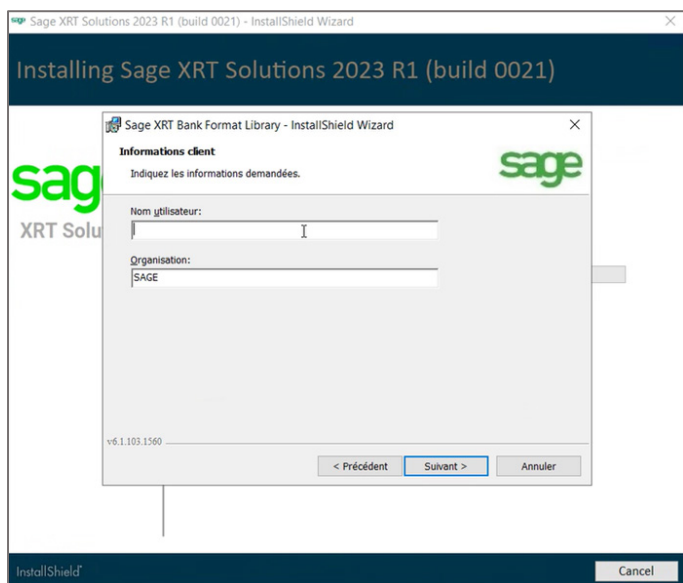 Sage XRT Solutions 2023 R1 (build 0021) - InstallShield Wizard
Installing Sage XRT Solutions 2023 R1 (build 0021)
sag
XRT Solu
Sage XRT Bank Format Library - InstallShield Wizard
Informations client
Indiquez les informations demandées.
sage
Nom utilisateur:
Organisation:
SAGE
v6.1.103.1560
< Précédent
Suivant >
Annuler
InstallShield
Cancel